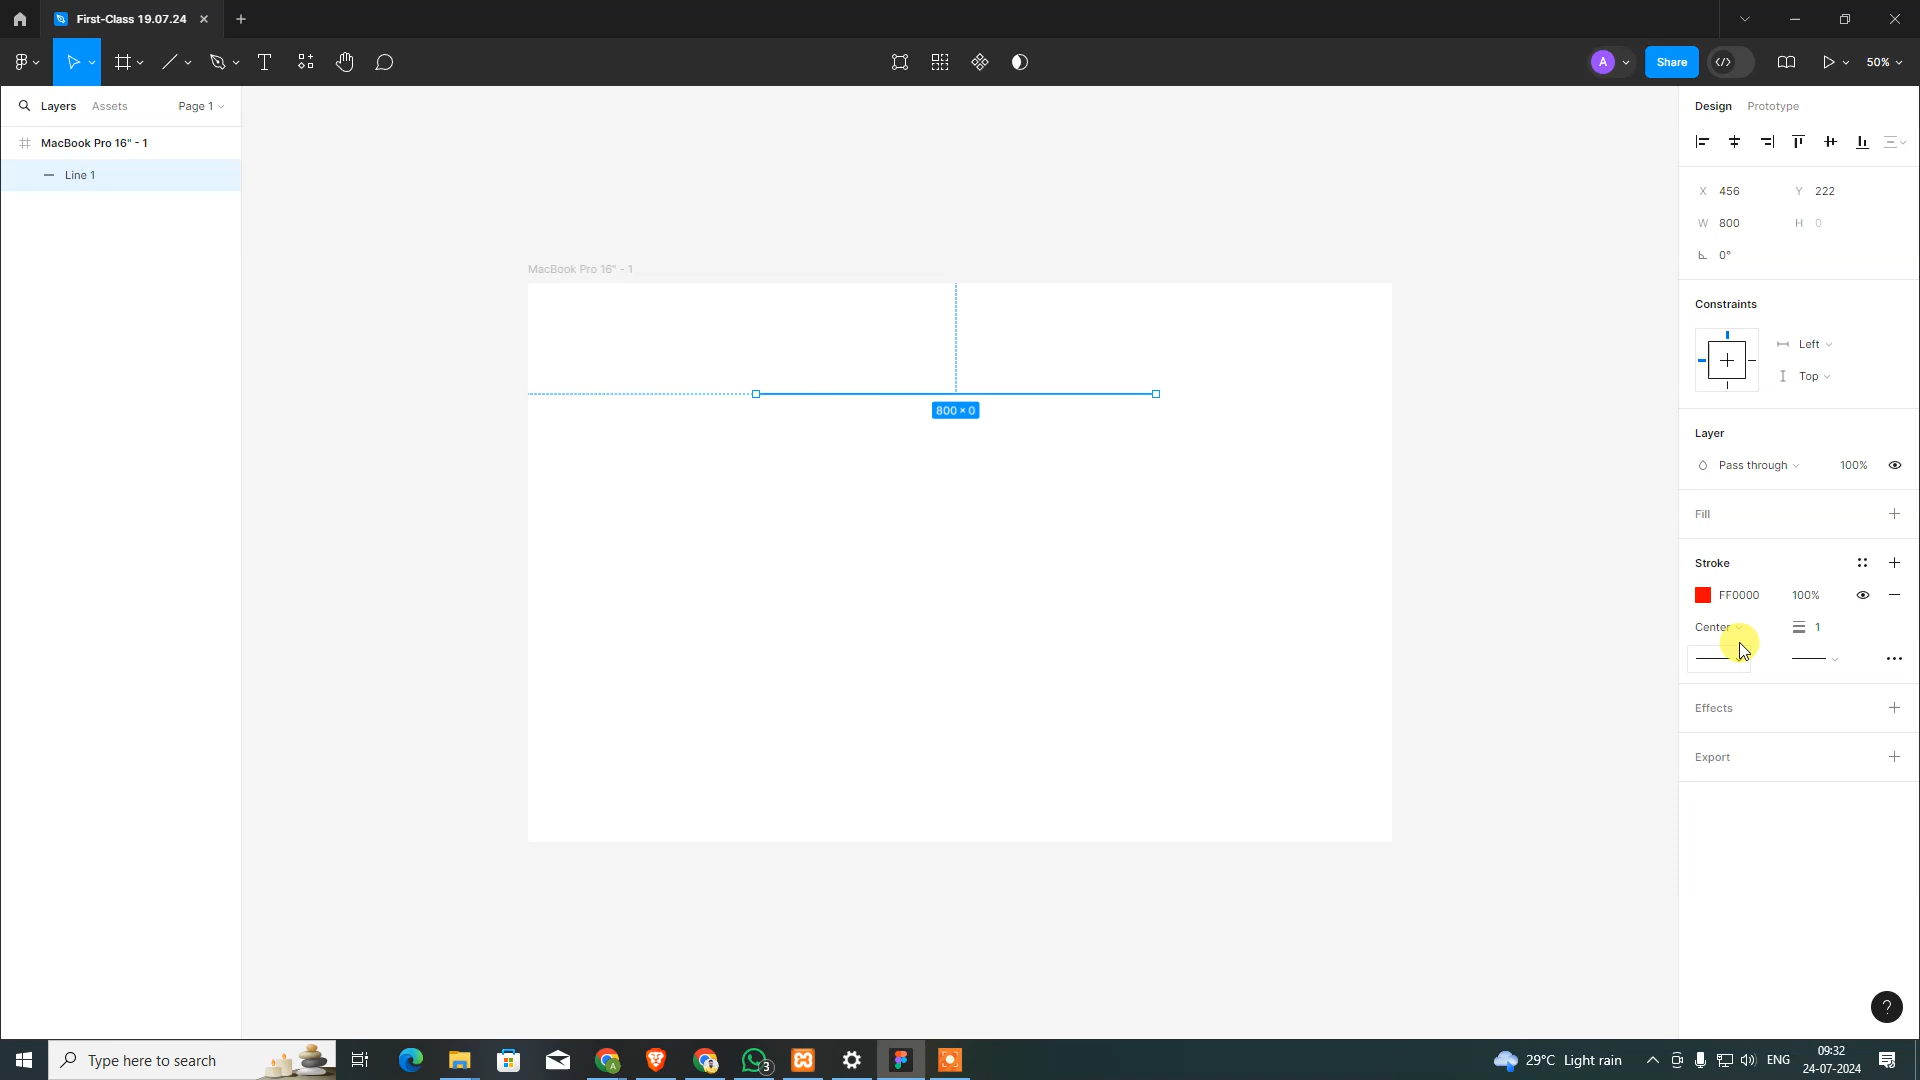 First-Class 19.07.24
A
Share
50%
Layers
Assets
Page 1
MacBook Pro 16" - 1
Line 1
MacBook Pro 16" - 1
800 × 0
Design
Prototype
X 456
Y 222
W 800
H 0
0°
Constraints
Left
Top
Layer
Pass through
100%
Fill
Stroke
FF0000
100%
Center
1
Effects
Export
?
Type here to search
A
3
29°C Light rain
ENG
09:32
24-07-2024